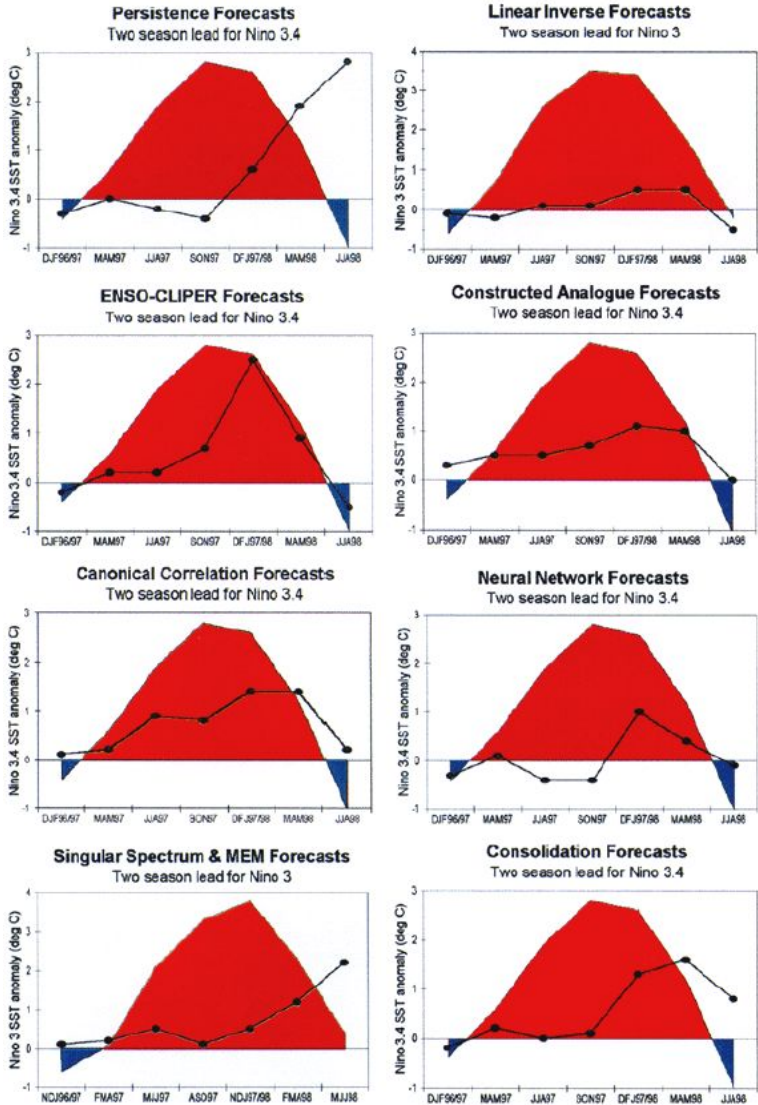 Persistence Forecasts
Two season lead for Nino 3.4
Nino 3.4 SST anomaly (deg C)
3
2
1
0
-1
DJF96/97 MAM97 JJA97 SON97 DFJ97/98 MAM98 JJA98
Linear Inverse Forecasts
Two season lead for Nino 3
Nino 3 SST anomaly (deg C)
4
3
2
1
0
-1
DJF96/97 MAM97 JJA97 SON97 DFJ97/98 MAM98 JJA98
ENSO-CLIPER Forecasts
Two season lead for Nino 3.4
Nino 3.4 SST anomaly (deg C)
3
2
1
0
-1
DJF96/97 MAM97 JJA97 SON97 DFJ97/98 MAM98 JJA98
Constructed Analogue Forecasts
Two season lead for Nino 3.4
Nino 3.4 SST anomaly (deg C)
3
2
1
0
-1
DJF96/97 MAM97 JJA97 SON97 DFJ97/98 MAM98 JJA98
Canonical Correlation Forecasts
Two season lead for Nino 3.4
Nino 3.4 SST anomaly (deg C)
3
2
1
0
-1
DJF96/97 MAM97 JJA97 SON97 DFJ97/98 MAM98 JJA98
Neural Network Forecasts
Two season lead for Nino 3.4
Nino 3.4 SST anomaly (deg C)
3
2
1
0
-1
DJF96/97 MAM97 JJA97 SON97 DFJ97/98 MAM98 JJA98
Singular Spectrum & MEM Forecasts
Two season lead for Nino 3
Nino 3 SST anomaly (deg C)
4
3
2
1
0
-1
NDJ96/97 FMA97 MJJ97 ASO97 NDJ97/98 FMA98 MJJ98
Consolidation Forecasts
Two season lead for Nino 3.4
Nino 3.4 SST anomaly (deg C)
3
2
1
0
-1
DJF96/97 MAM97 JJA97 SON97 DFJ97/98 MAM98 JJA98